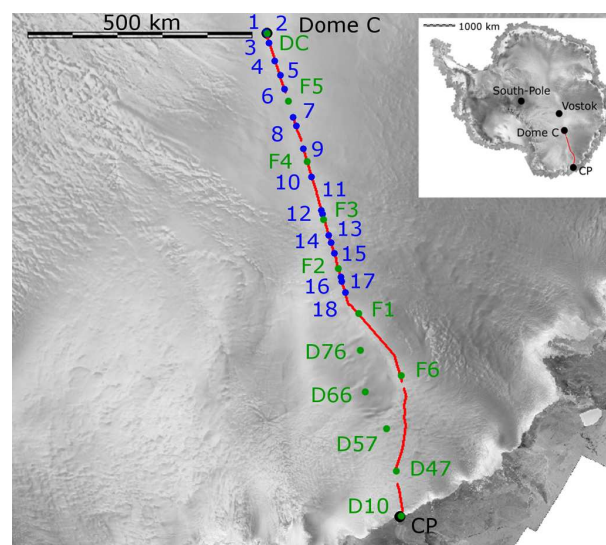 500 km
1 2 Dome C
3 DC
4 5
6 F5
7
8
9
F4
10 11
12 F3
13
14
15
F2
16 17
18 F1
D76
F6
D66
D57
D47
D10
CP
1000 km
South-Pole
Vostok
Dome C
CP